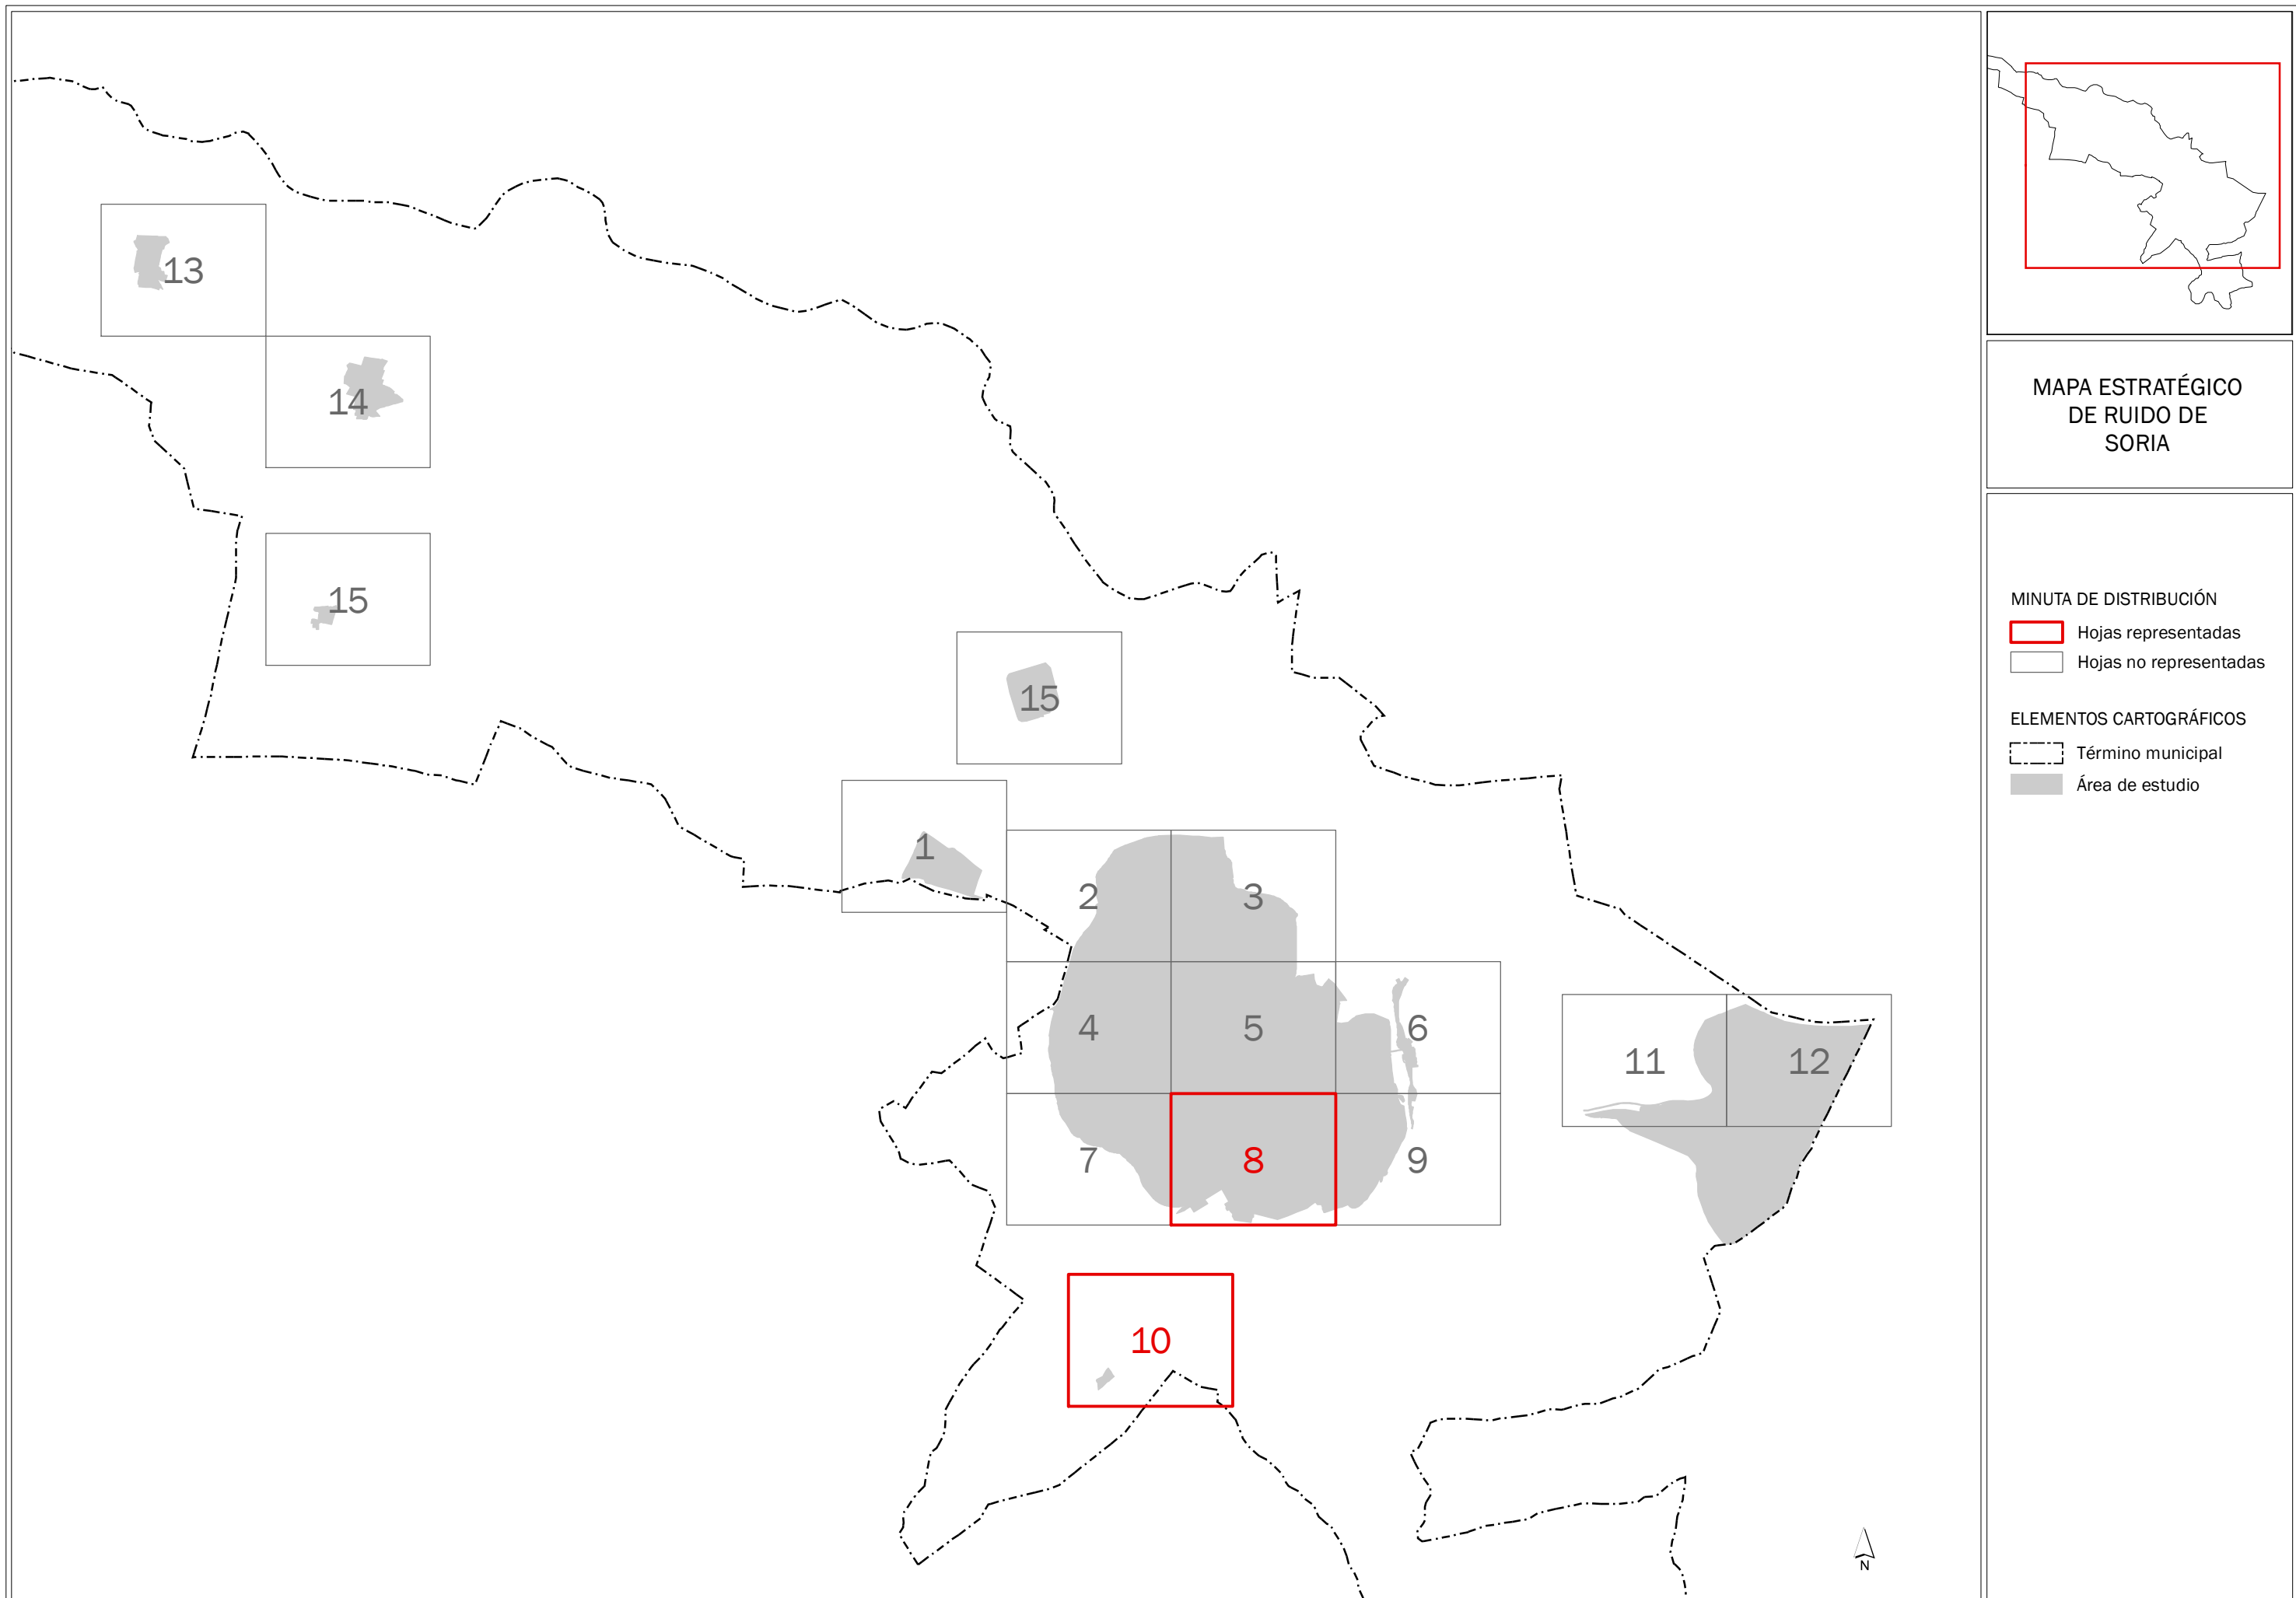 13
14
15
15
1
2
3
4
5
6
11
12
7
8
9
10
N
MAPA ESTRATÉGICO
DE RUIDO DE
SORIA
MINUTA DE DISTRIBUCIÓN
Hojas representadas
Hojas no representadas
ELEMENTOS CARTOGRÁFICOS
Término municipal
Área de estudio